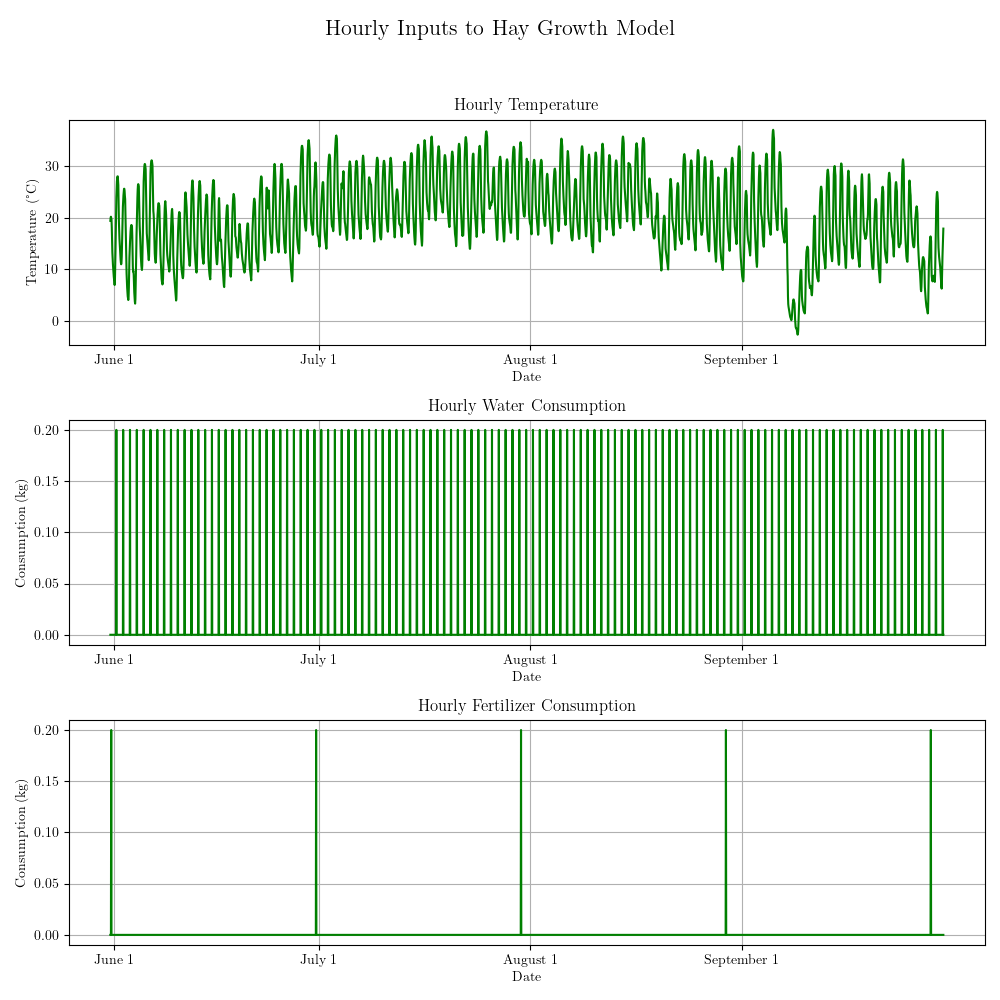 Hourly Inputs to Hay Growth Model
Hourly Temperature
Temperature (°C)
30
20
10
0
June 1
July 1
August 1
September 1
Date
Hourly Water Consumption
Consumption (kg)
0.20
0.15
0.10
0.05
0.00
June 1
July 1
August 1
September 1
Date
Hourly Fertilizer Consumption
Consumption (kg)
0.20
0.15
0.10
0.05
0.00
June 1
July 1
August 1
September 1
Date